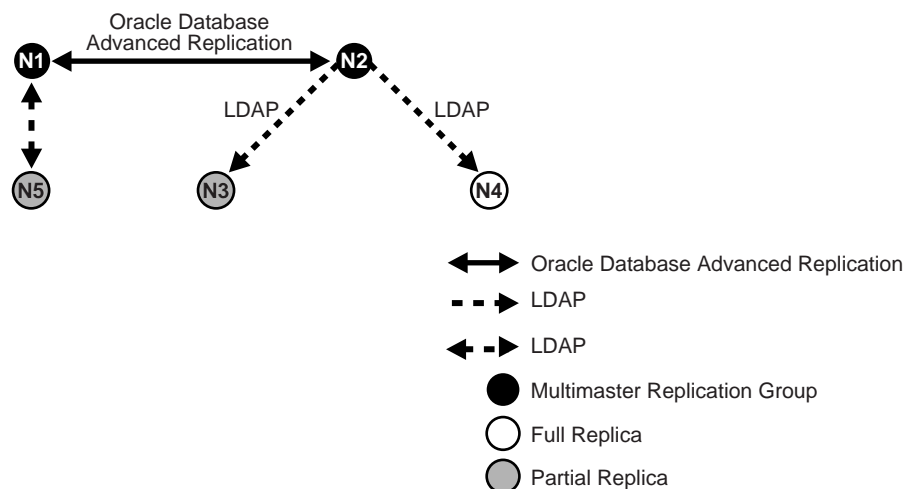 Oracle Database
Advanced Replication
N1
N2
LDAP
LDAP
N5
N3
N4
Oracle Database Advanced Replication
LDAP
LDAP
Multimaster Replication Group
Full Replica
Partial Replica